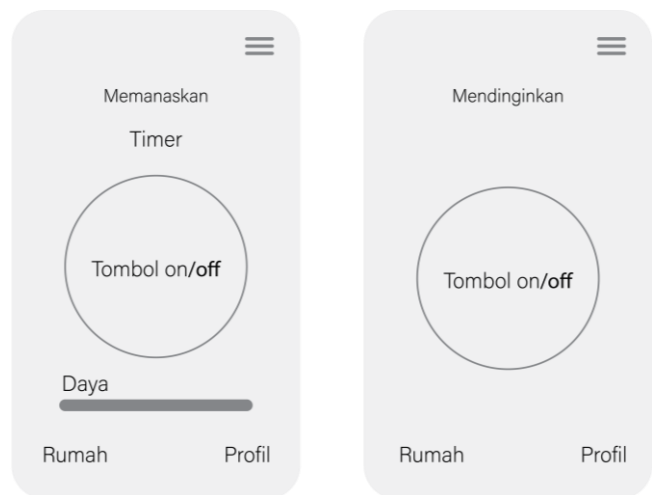 Memanaskan
Timer
Tombol on/off
Daya
Rumah
Profil
Mendinginkan
Tombol on/off
Rumah
Profil